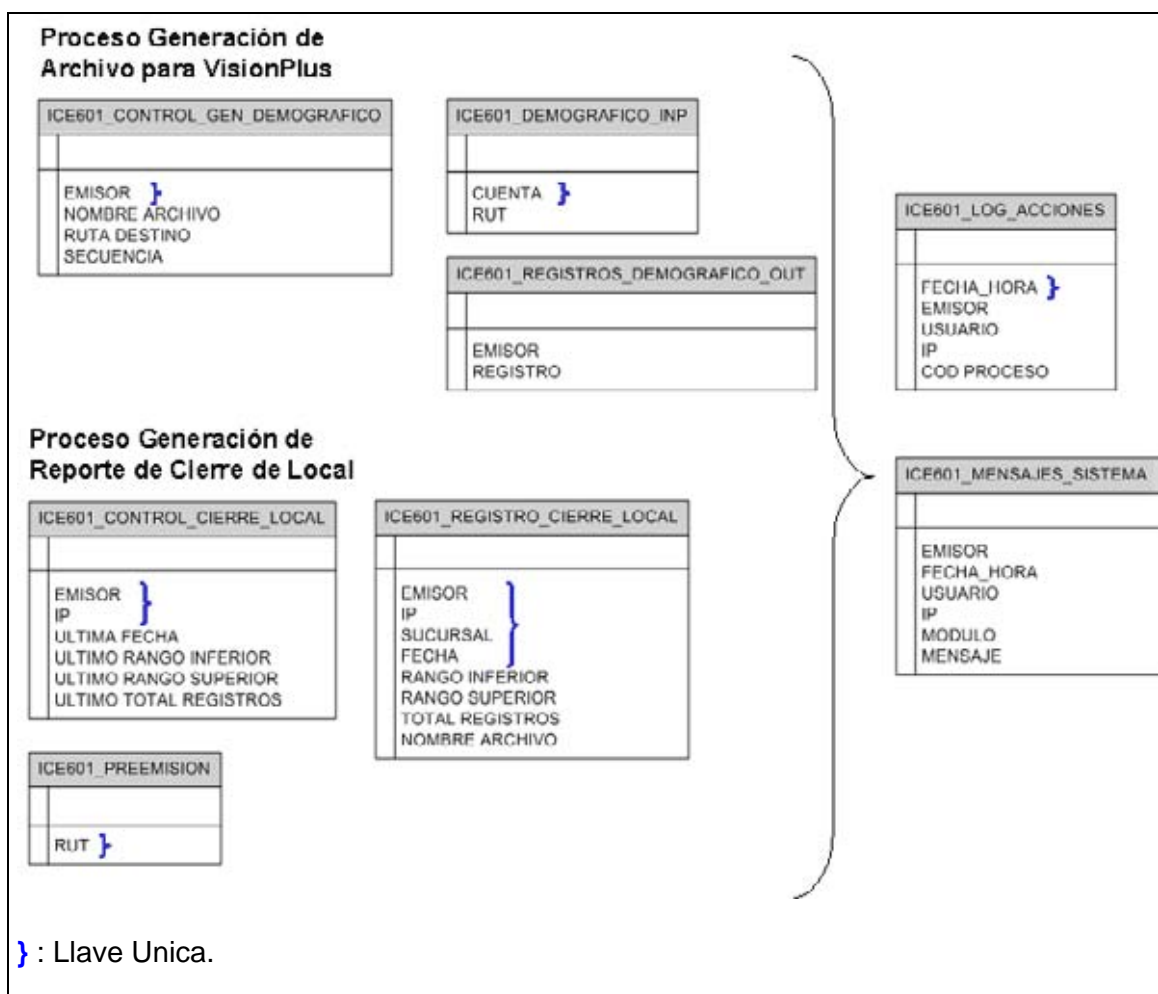 Proceso Generación de
Archivo para VisionPlus
ICE601_CONTROL_GEN_DEMOGRAFICO
EMISOR }
NOMBRE ARCHIVO
RUTA DESTINO
SECUENCIA
ICE601_DEMOGRAFICO_INP
CUENTA }
RUT
ICE601_REGISTROS_DEMOGRAFICO_OUT
EMISOR
REGISTRO
ICE601_LOG_ACCIONES
FECHA_HORA }
EMISOR
USUARIO
IP
COD PROCESO
Proceso Generación de
Reporte de Cierre de Local
ICE601_CONTROL_CIERRE_LOCAL
EMISOR
IP
ULTIMA FECHA
ULTIMO RANGO INFERIOR
ULTIMO RANGO SUPERIOR
ULTIMO TOTAL REGISTROS
ICE601_REGISTRO_CIERRE_LOCAL
EMISOR
IP
SUCURSAL
FECHA
RANGO INFERIOR
RANGO SUPERIOR
TOTAL REGISTROS
NOMBRE ARCHIVO
ICE601_MENSAJES_SISTEMA
EMISOR
FECHA_HORA
USUARIO
IP
MODULO
MENSAJE
ICE601_PREEMISION
RUT }
} : Llave Unica.